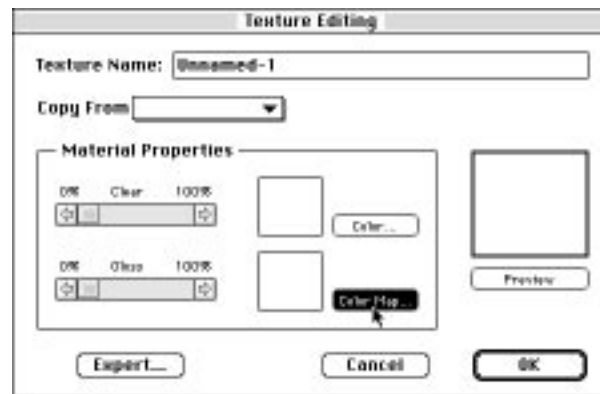 Texture Editing
Texture Name: Unnamed-1
Copy From
Material Properties
0% Clear 100%
Color...
0% Gloss 100%
Color Map...
Preview
Expert... Cancel OK